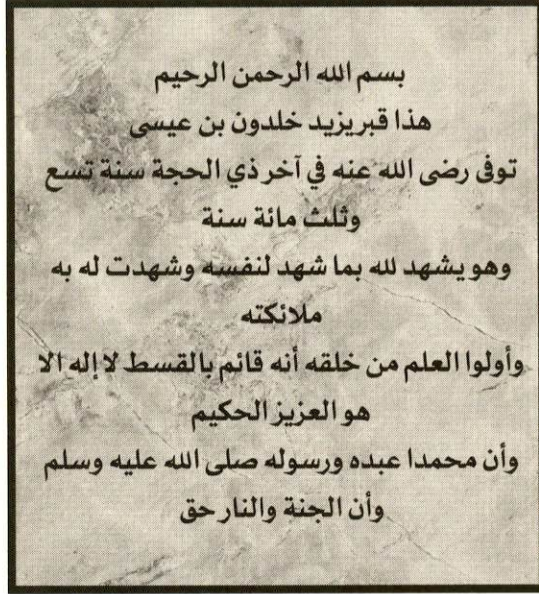 بسم الله الرحمن الرحيم
هذا قبر يزيد خلدون بن عيسى
توفى رضى الله عنه في آخر ذي الحجة سنة تسع
وثلث مائة سنة
وهو يشهد لله بما شهد لنفسه وشهدت له به
ملائكته
وأولوا العلم من خلقه أنه قائم بالقسط لا إله الا
هو العزيز الحكيم
وأن محمدا عبده ورسوله صلى الله عليه وسلم
وأن الجنة والنار حق